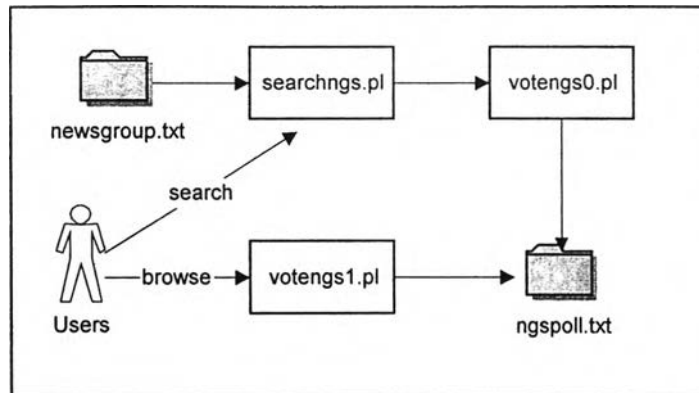 searchngs.pl
votengs0.pl
newsgroup.txt
search
browse
votengs1.pl
Users
ngspoll.txt